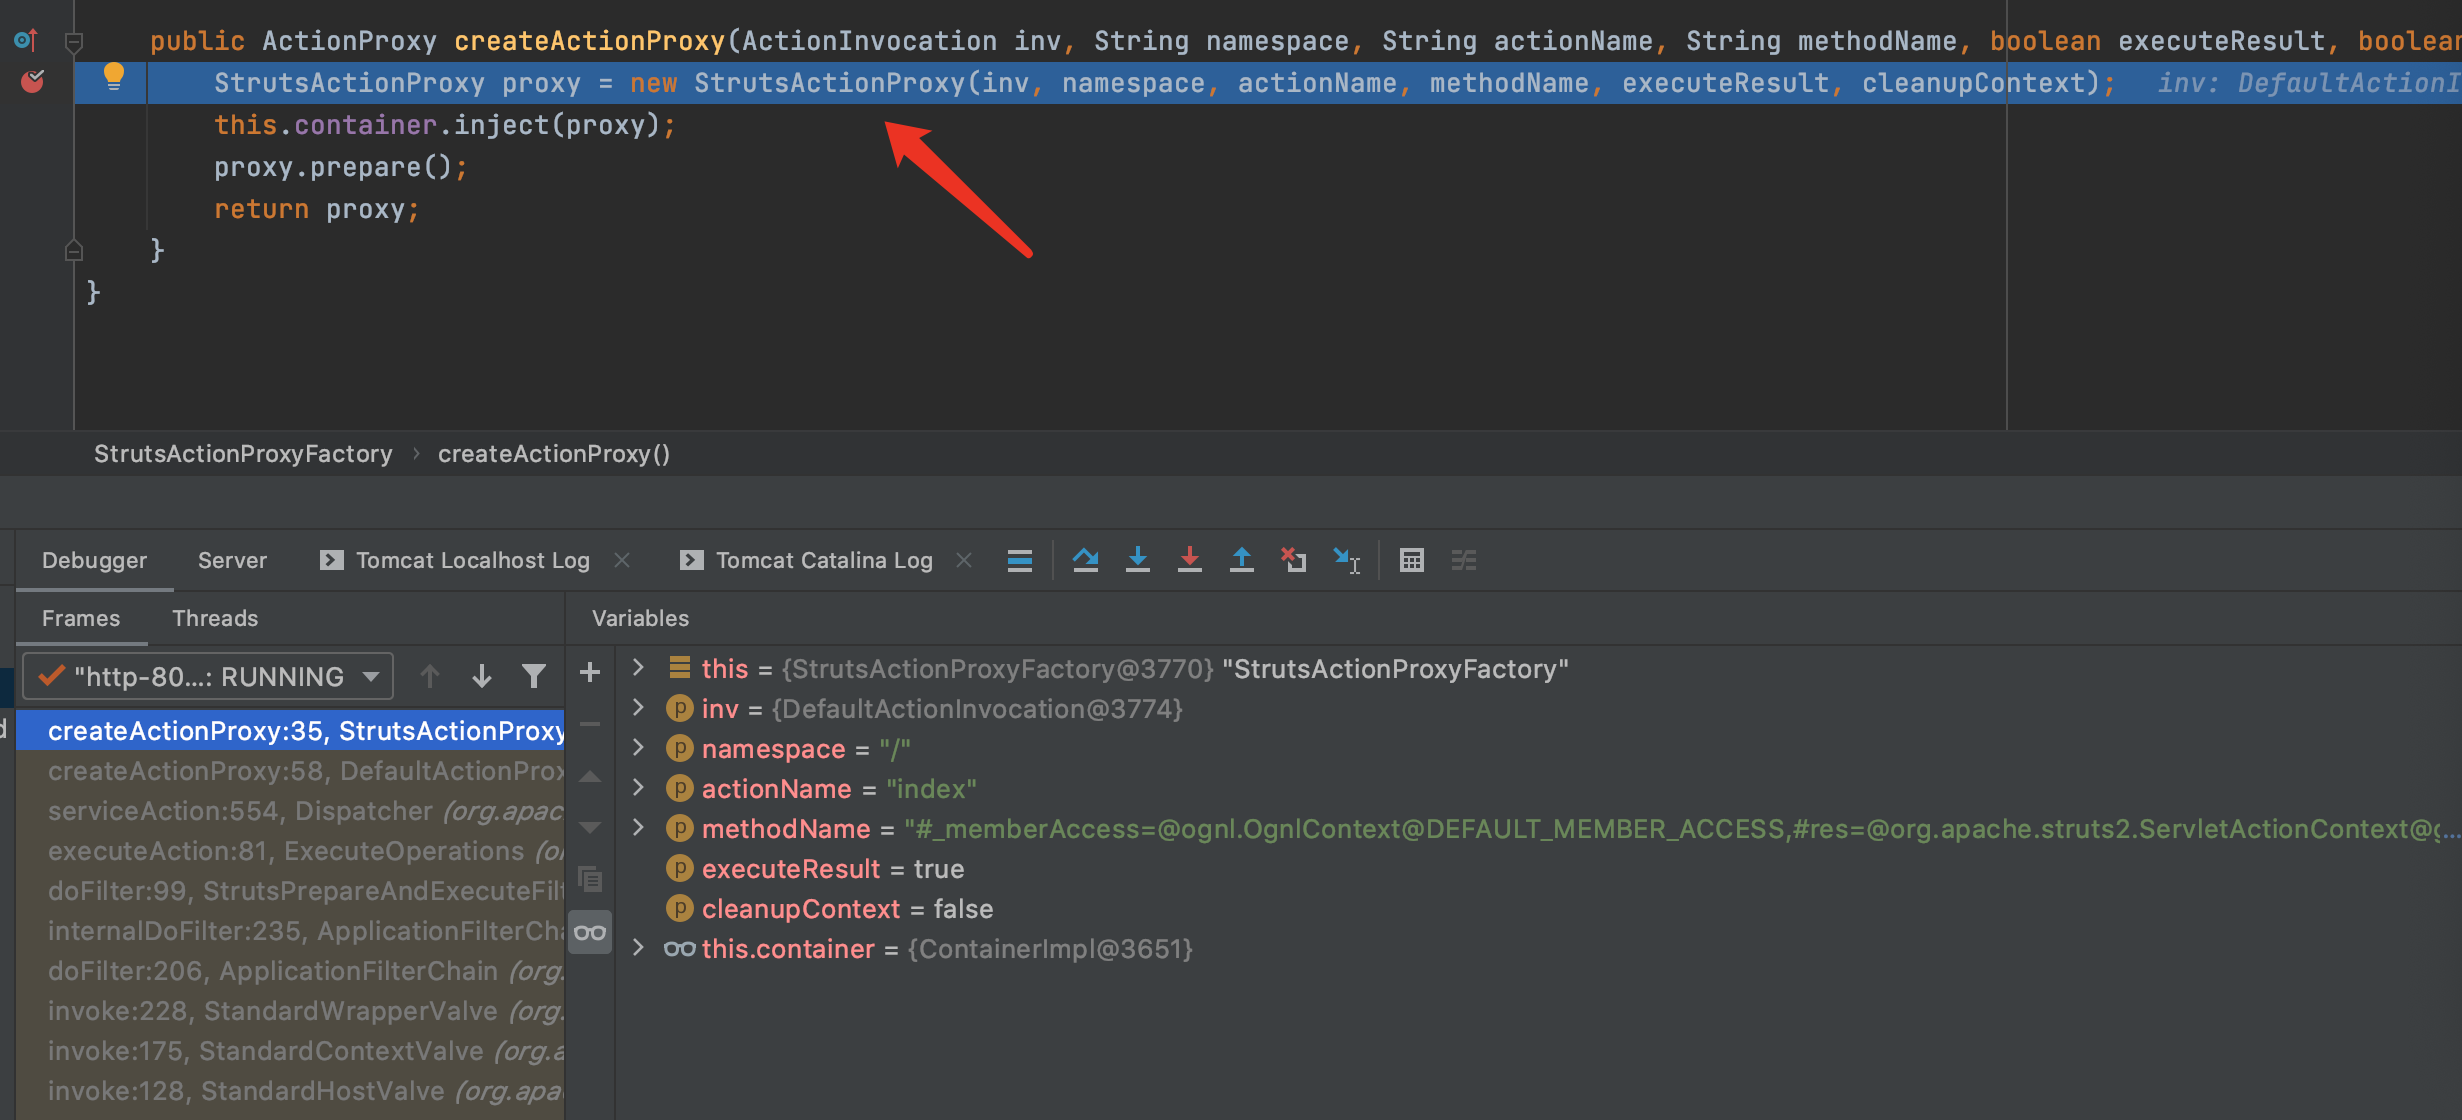 public ActionProxy createActionProxy(ActionInvocation inv, String namespace, String actionName, String methodName, boolean executeResult, boolean
StrutsActionProxy proxy = new StrutsActionProxy(inv, namespace, actionName, methodName, executeResult, cleanupContext); inv: DefaultActionI
this.container.inject(proxy);
proxy.prepare();
return proxy;
}
}
StrutsActionProxyFactory › createActionProxy()
Debugger Server Tomcat Localhost Log Tomcat Catalina Log
Frames Threads Variables
"http-80...: RUNNING
createActionProxy:35, StrutsActionProxy
createActionProxy:58, DefaultActionProx
serviceAction:554, Dispatcher (org.apac
executeAction:81, ExecuteOperations (o
doFilter:99, StrutsPrepareAndExecuteFil
internalDoFilter:235, ApplicationFilterCh
doFilter:206, ApplicationFilterChain (org.
invoke:228, StandardWrapperValve (org.
invoke:175, StandardContextValve (org.a
invoke:128, StandardHostValve (org.apa
this = {StrutsActionProxyFactory@3770} "StrutsActionProxyFactory"
p inv = {DefaultActionInvocation@3774}
p namespace = "/"
p actionName = "index"
p methodName = "#_memberAccess=@ognl.OgnlContext@DEFAULT_MEMBER_ACCESS,#res=@org.apache.struts2.ServletActionContext@g...
p executeResult = true
p cleanupContext = false
this.container = {ContainerImpl@3651}